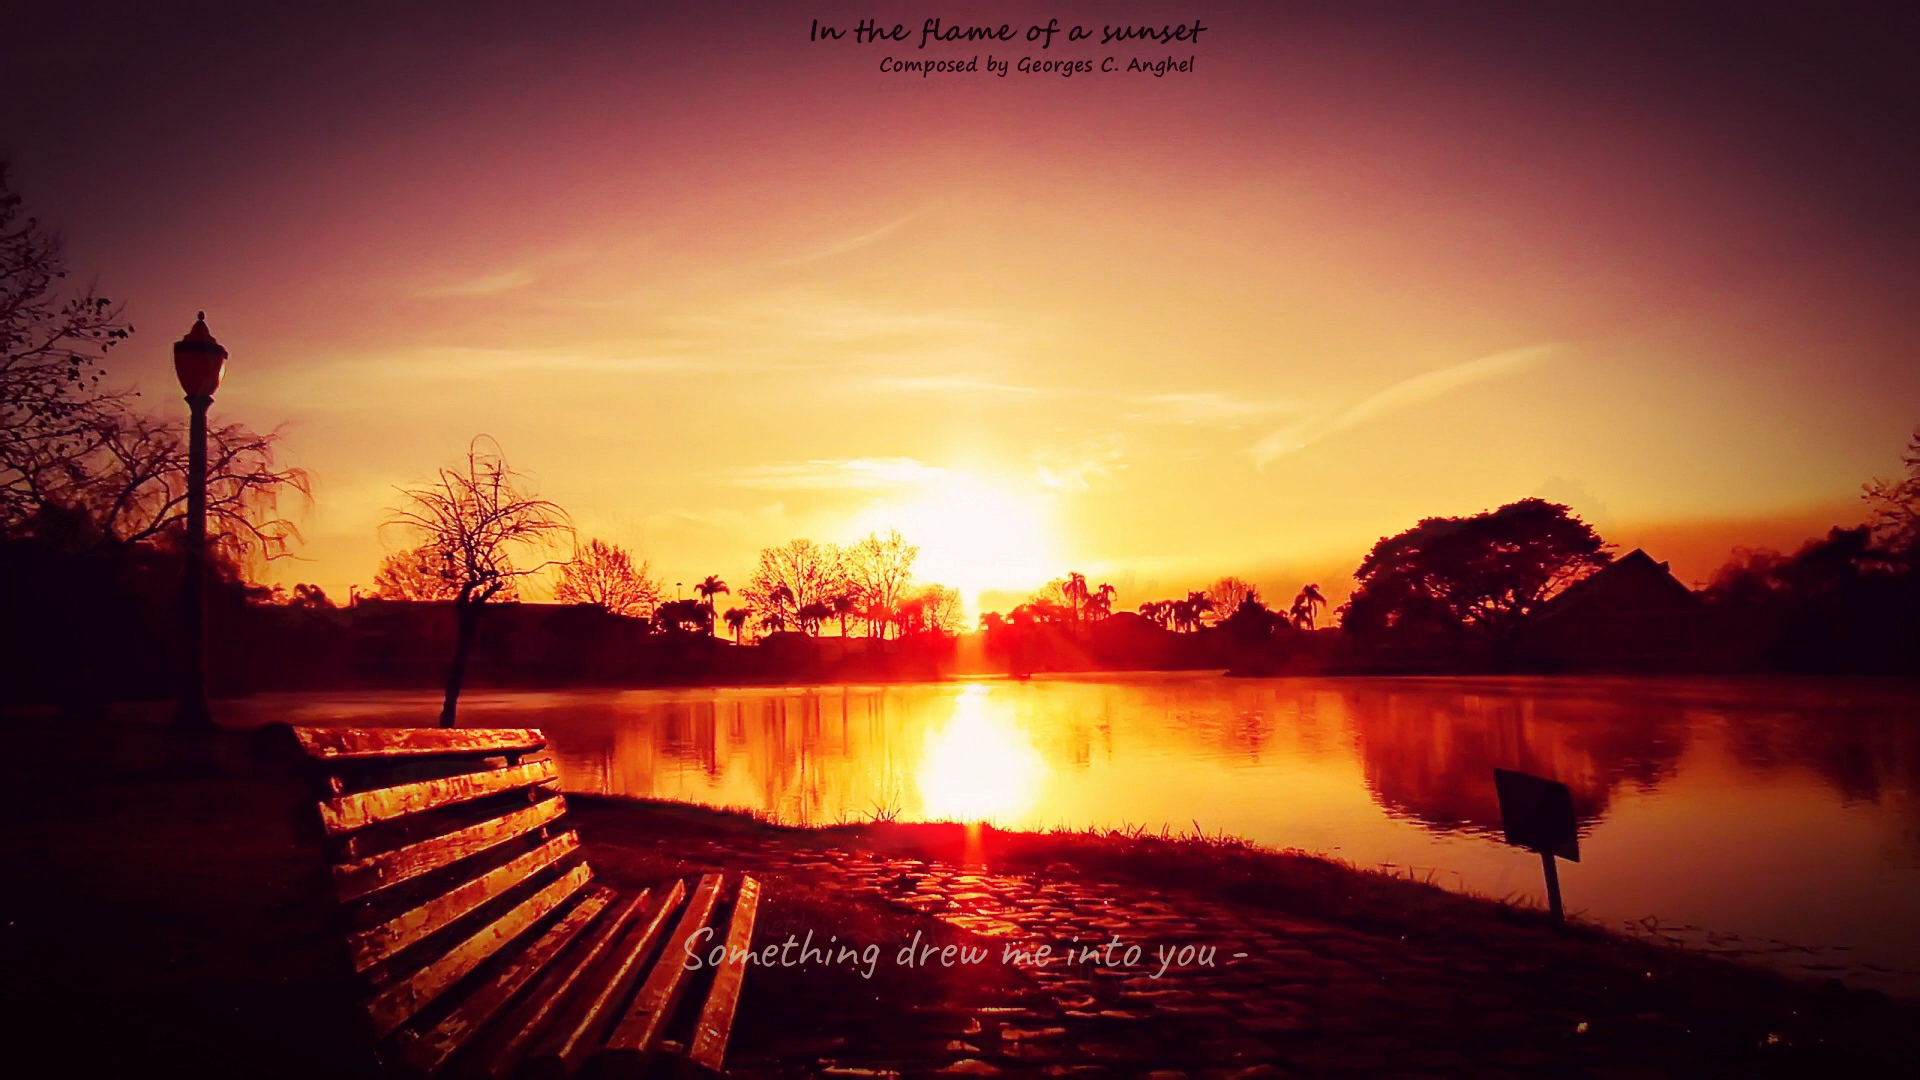 In the flame of a sunset
Composed by Georges C. Anghel
Something drew me into you -